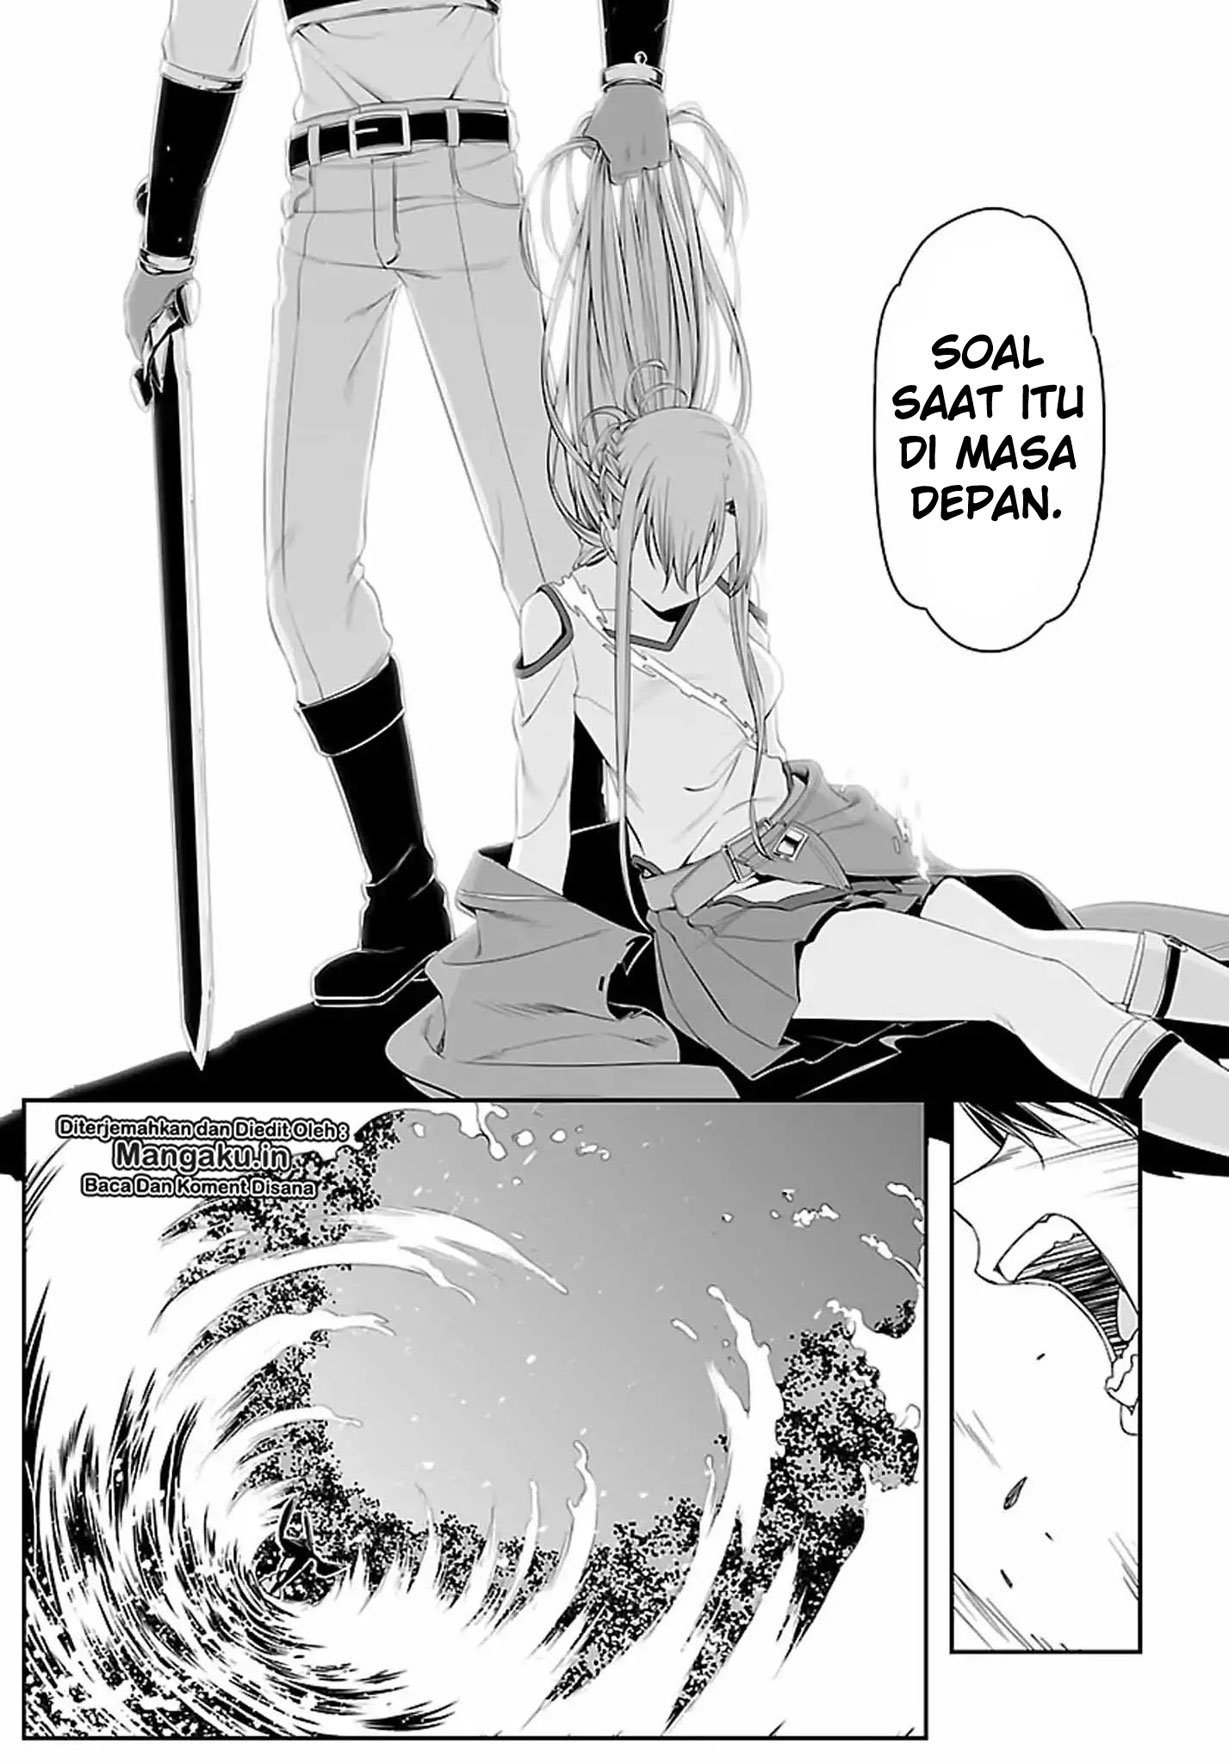 SOAL
SAAT ITU
DI MASA
DEPAN.
Diterjemahkan dan Diedit Oleh :
Mangaku.in
Baca Dan Koment Disana